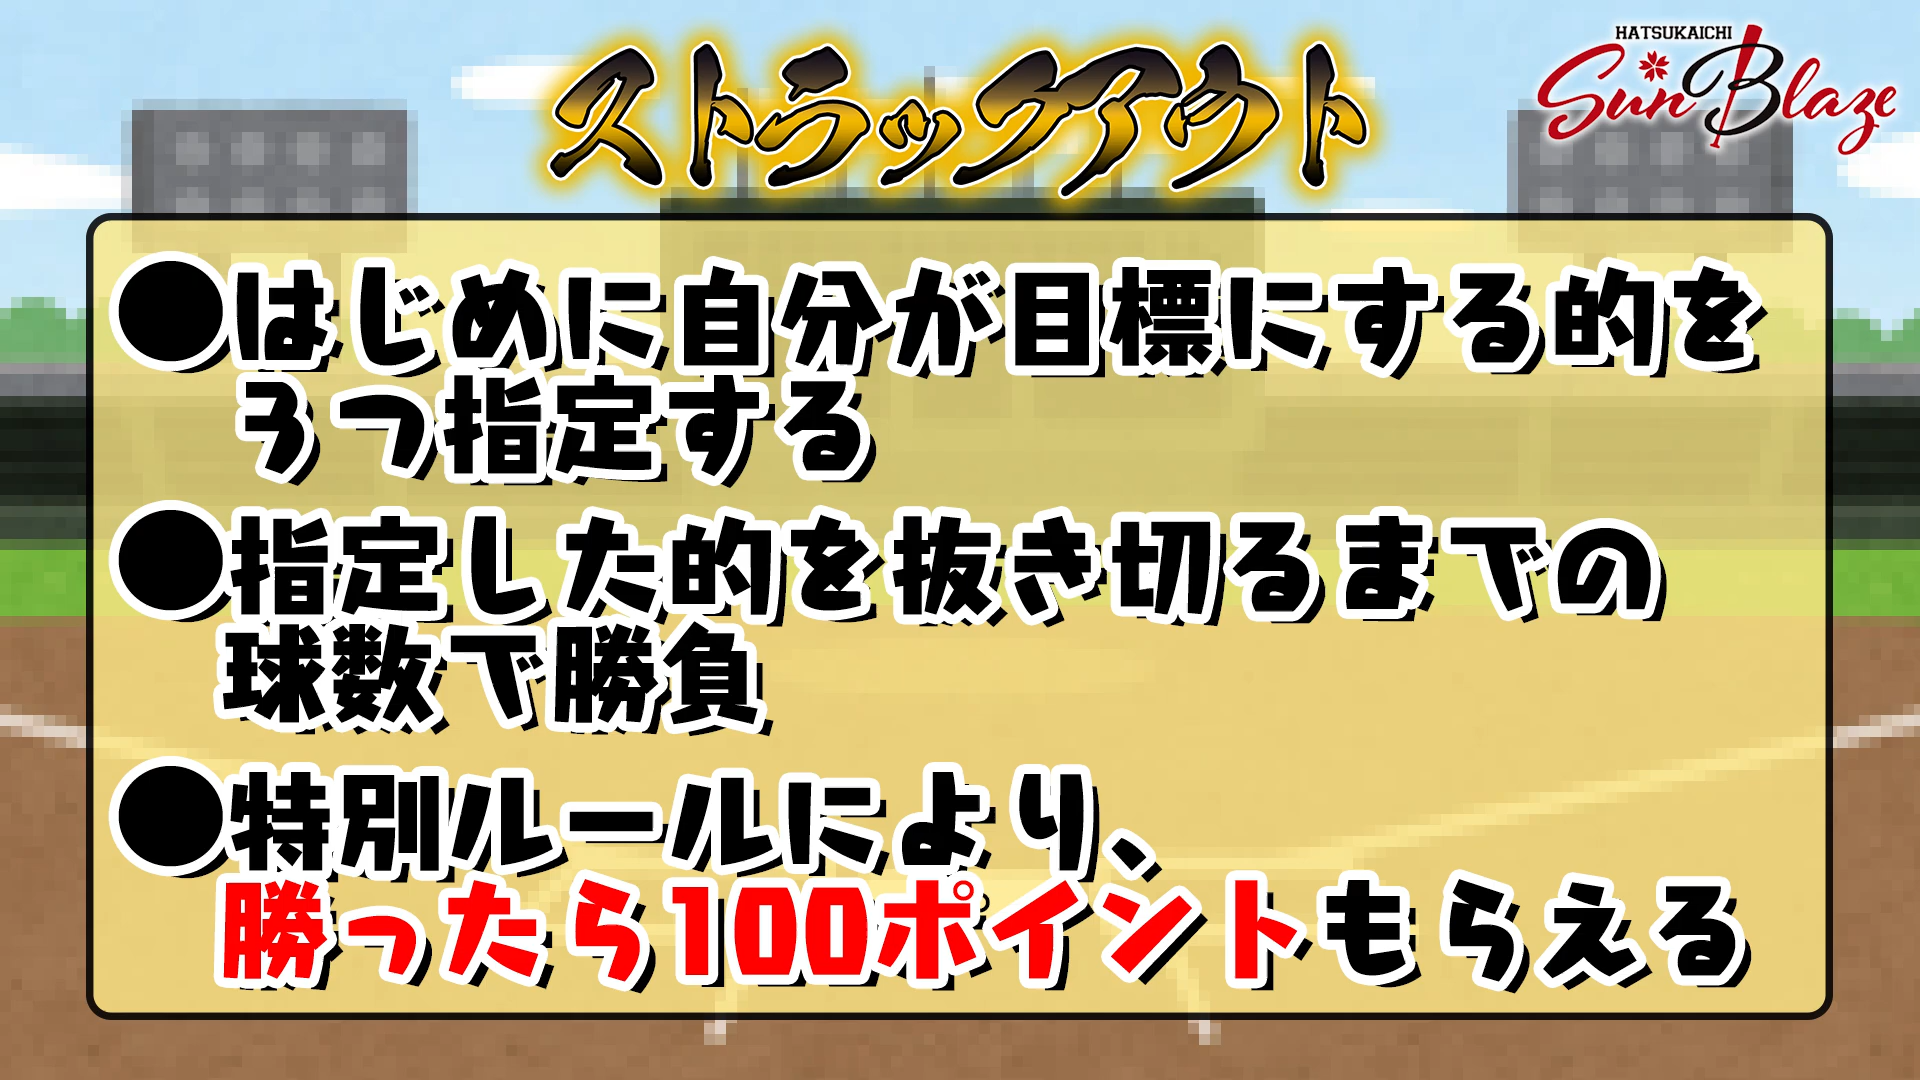 ストラックアウト
HATSUKAICHI
SunBlaze
●はじめに自分が目標にする的を
3つ指定する
●指定した的を抜き切るまでの
球数で勝負
●特別ルールにより、
勝ったら100ポイントもらえる